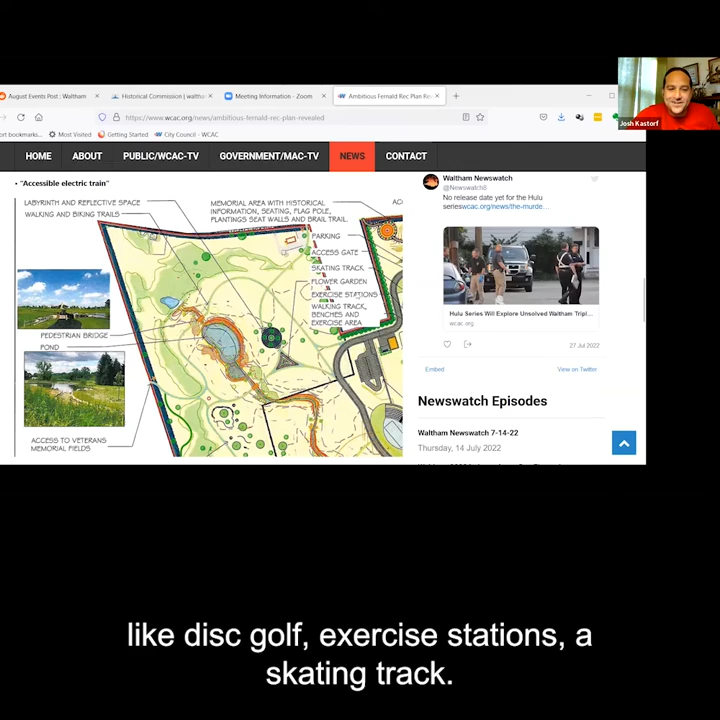 August Events Post : Waltham
Historical Commission | waltha
Meeting Information - Zoom
Ambitious Fernald Rec Plan Rev
https://www.wcac.org/news/ambitious-fernald-rec-plan-revealed
ort bookmarks...
Most Visited
Getting Started
City Council - WCAC
Josh Kastorf
HOME
ABOUT
PUBLIC/WCAC-TV
GOVERNMENT/MAC-TV
NEWS
CONTACT
• "Accessible electric train"
LABYRINTH AND REFLECTIVE SPACE
WALKING AND BIKING TRAILS
MEMORIAL AREA WITH HISTORICAL
INFORMATION, SEATING, FLAG POLE,
PLANTINGS SEAT WALLS AND BRAIL TRAIL.
AC
PARKING
ACCESS GATE
SKATING TRACK
FLOWER GARDEN
EXERCISE STATIONS
WALKING TRACK,
BENCHES AND
EXERCISE AREA
PEDESTRIAN BRIDGE
POND
ACCESS TO VETERANS
MEMORIAL FIELDS
Waltham Newswatch
@Newswatch8
No release date yet for the Hulu
serieswcac.org/news/the-murde…
Hulu Series Will Explore Unsolved Waltham Tripl...
wcac.org
27 Jul 2022
Embed
View on Twitter
Newswatch Episodes
Waltham Newswatch 7-14-22
Thursday, 14 July 2022
like disc golf, exercise stations, a
skating track.